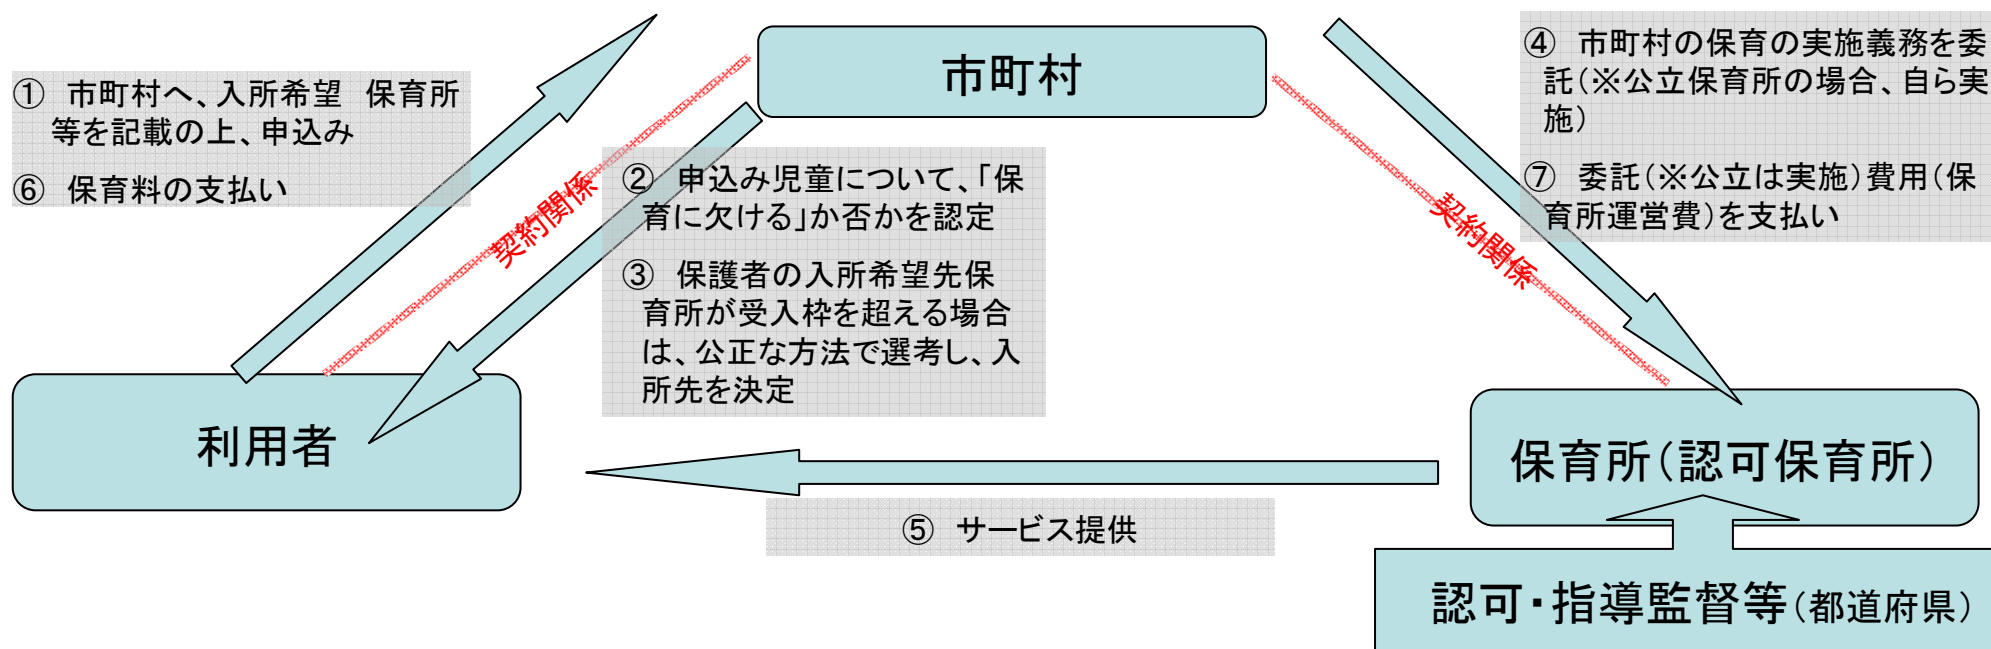 市町村
① 市町村へ、入所希望 保育所
等を記載の上、申込み
⑥ 保育料の支払い
契約関係
② 申込み児童について、「保
育に欠ける」か否かを認定
③ 保護者の入所希望先保
育所が受入枠を超える場合
は、公正な方法で選考し、入
所先を決定
④ 市町村の保育の実施義務を委
託(※公立保育所の場合、自ら実
施)
⑦ 委託(※公立は実施)費用(保
育所運営費)を支払い
契約関係
利用者
保育所(認可保育所)
⑤ サービス提供
認可・指導監督等(都道府県)